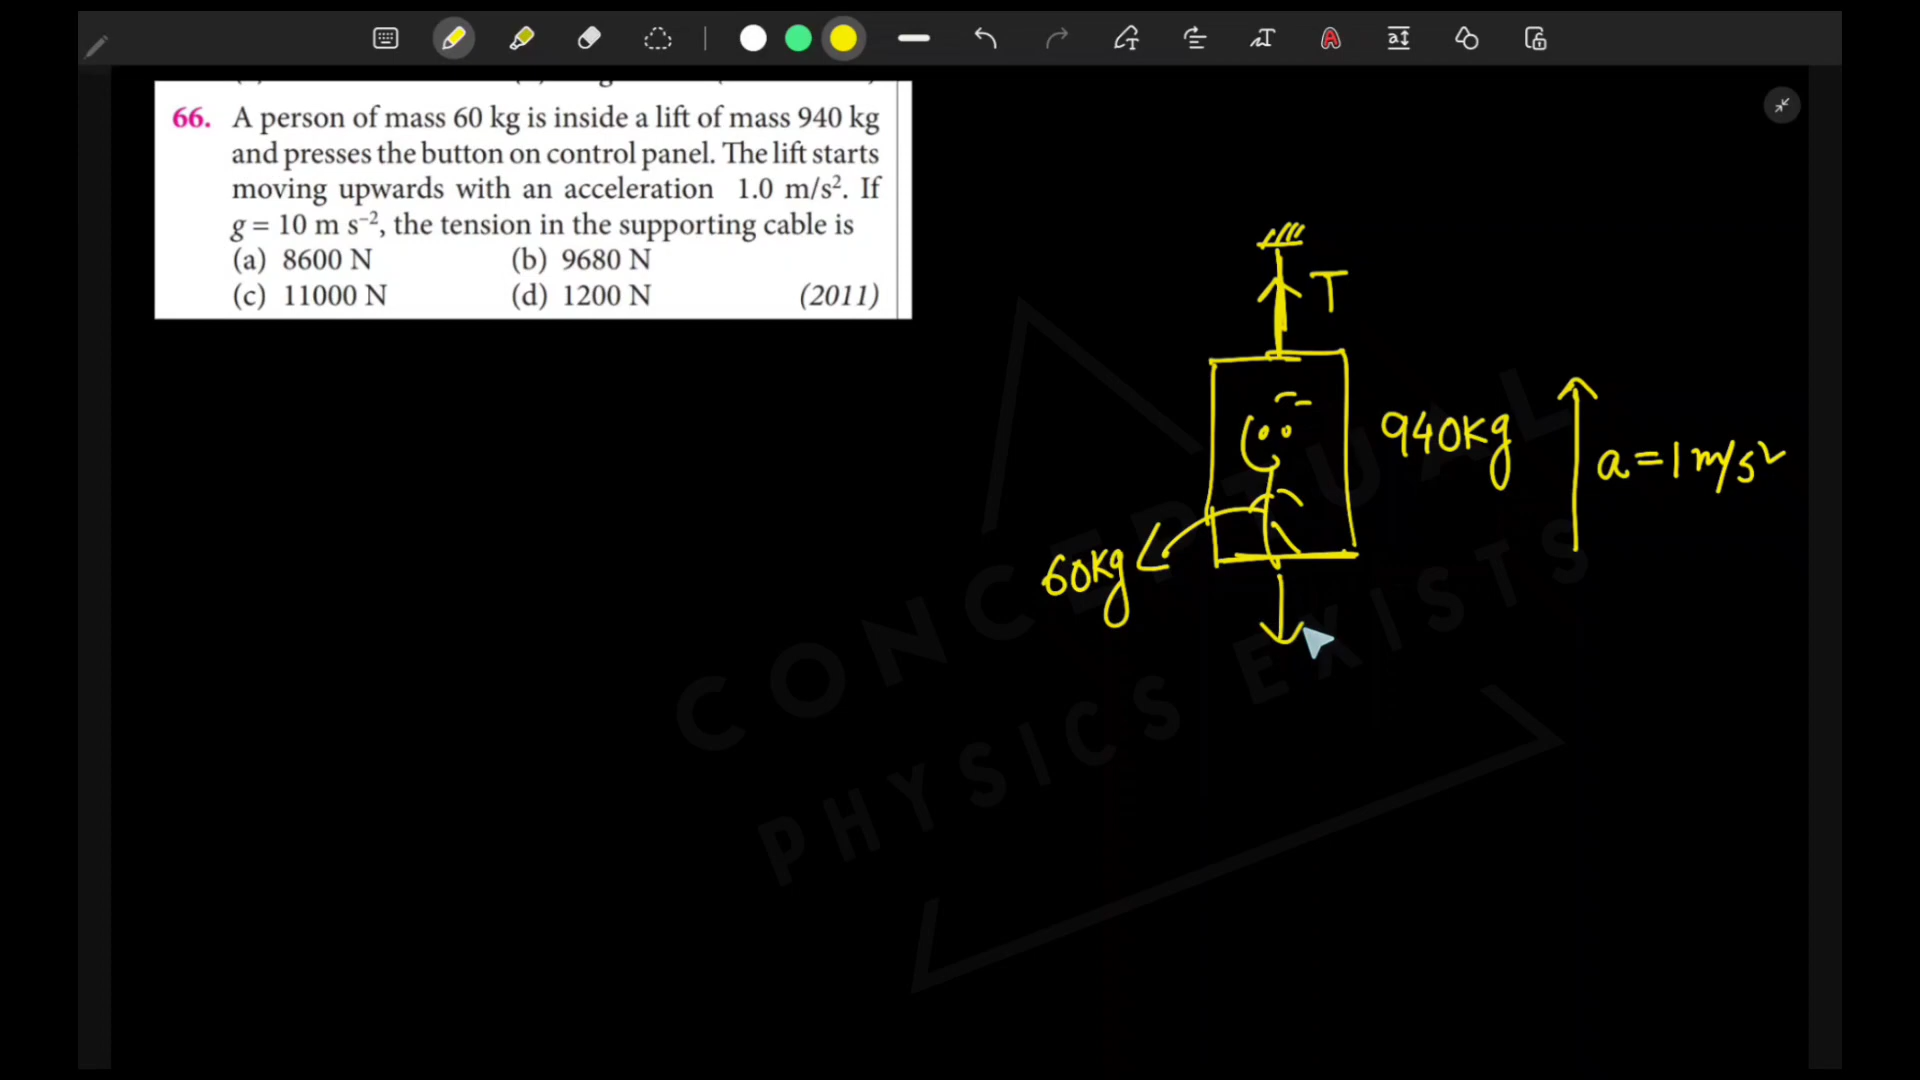 66. A person of mass 60 kg is inside a lift of mass 940 kg
and presses the button on control panel. The lift starts
moving upwards with an acceleration 1.0 m/s². If
g = 10 m s⁻², the tension in the supporting cable is
(a) 8600 N (b) 9680 N
(c) 11000 N (d) 1200 N (2011)
T
940kg
a=1m/s²
60kg
CONCEPTUAL
PHYSICS EXISTS